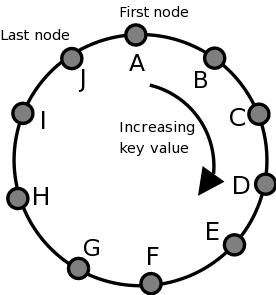 First node
Last node
A
B
C
D
E
F
G
H
I
J
Increasing
key value